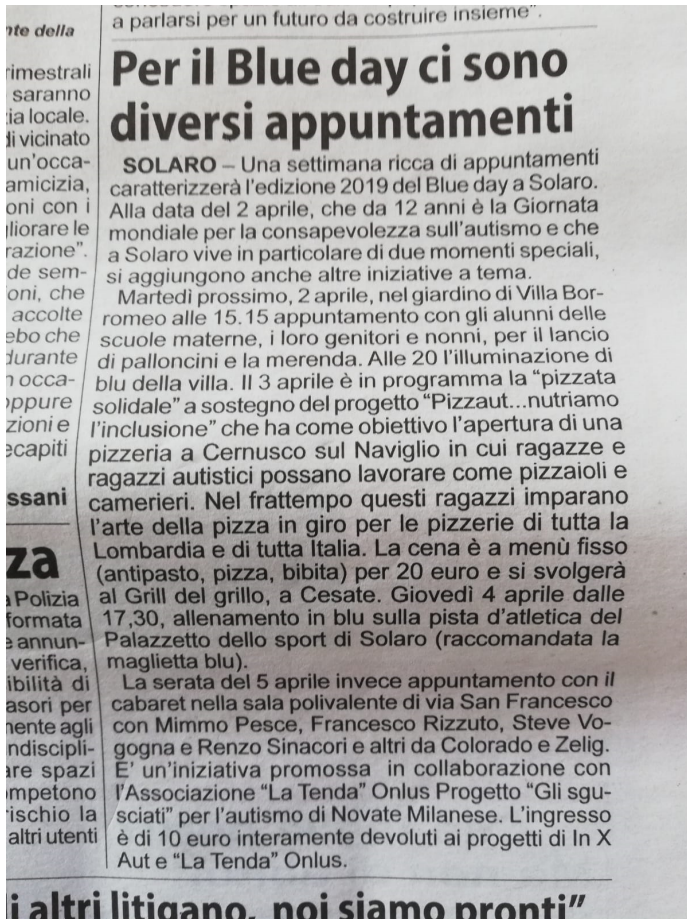 nte della
rimestrali
saranno
ia locale.
di vicinato
un'occa-
amicizia,
oni con i
liorare le
razione".
de sem-
oni, che
accolte
ebo che
durante
n occa-
oppure
zioni e
ecapiti
ssani
za
a Polizia
formata
e annun-
verifica,
ibilità di
asori per
mente agli
ndiscipli-
are spazi
ompetono
rischio la
altri utenti
a parlarsi per un futuro da costruire insieme".
Per il Blue day ci sono
diversi appuntamenti
SOLARO – Una settimana ricca di appuntamenti
caratterizzerà l'edizione 2019 del Blue day a Solaro.
Alla data del 2 aprile, che da 12 anni è la Giornata
mondiale per la consapevolezza sull'autismo e che
a Solaro vive in particolare di due momenti speciali,
si aggiungono anche altre iniziative a tema.
Martedì prossimo, 2 aprile, nel giardino di Villa Bor-
romeo alle 15.15 appuntamento con gli alunni delle
scuole materne, i loro genitori e nonni, per il lancio
di palloncini e la merenda. Alle 20 l'illuminazione di
blu della villa. Il 3 aprile è in programma la "pizzata
solidale" a sostegno del progetto "Pizzaut...nutriamo
l'inclusione" che ha come obiettivo l'apertura di una
pizzeria a Cernusco sul Naviglio in cui ragazze e
ragazzi autistici possano lavorare come pizzaioli e
camerieri. Nel frattempo questi ragazzi imparano
l'arte della pizza in giro per le pizzerie di tutta la
Lombardia e di tutta Italia. La cena è a menù fisso
(antipasto, pizza, bibita) per 20 euro e si svolgerà
al Grill del grillo, a Cesate. Giovedì 4 aprile dalle
17,30, allenamento in blu sulla pista d'atletica del
Palazzetto dello sport di Solaro (raccomandata la
maglietta blu).
La serata del 5 aprile invece appuntamento con il
cabaret nella sala polivalente di via San Francesco
con Mimmo Pesce, Francesco Rizzuto, Steve Vo-
gogna e Renzo Sinacori e altri da Colorado e Zelig.
E' un'iniziativa promossa in collaborazione con
l'Associazione "La Tenda" Onlus Progetto "Gli sgu-
sciati" per l'autismo di Novate Milanese. L'ingresso
è di 10 euro interamente devoluti ai progetti di In X
Aut e "La Tenda" Onlus.
li altri litigano, noi siamo pronti"